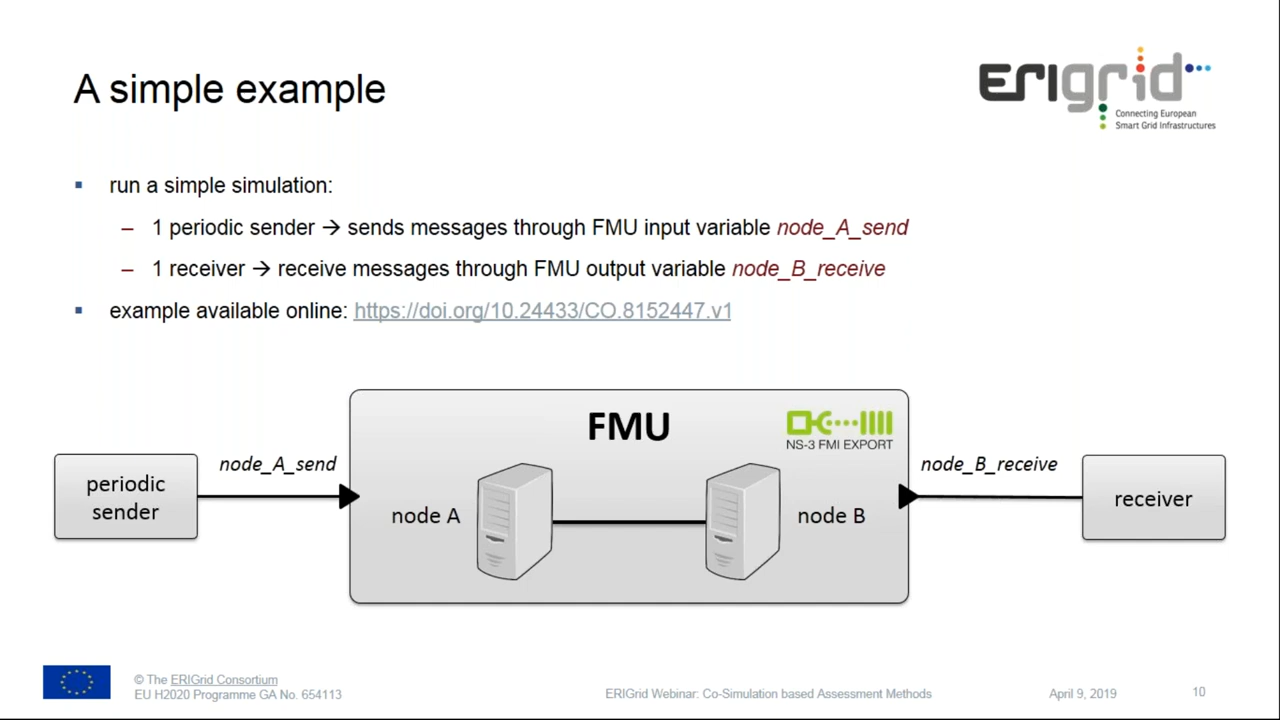 A simple example
ERIgrid
Connecting European
Smart Grid Infrastructures
▪ run a simple simulation:
– 1 periodic sender → sends messages through FMU input variable node_A_send
– 1 receiver → receive messages through FMU output variable node_B_receive
▪ example available online: https://doi.org/10.24433/CO.8152447.v1
FMU
NS-3 FMI EXPORT
node_A_send
node_B_receive
periodic
sender
node A
node B
receiver
© The ERIGrid Consortium
EU H2020 Programme GA No. 654113
ERIGrid Webinar: Co-Simulation based Assessment Methods
April 9, 2019
10